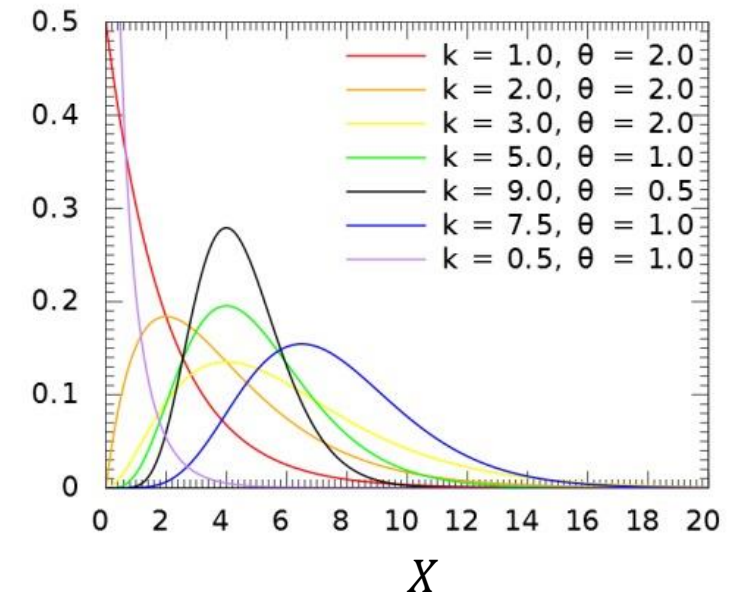 0.5
k = 1.0, θ = 2.0
k = 2.0, θ = 2.0
0.4
k = 3.0, θ = 2.0
k = 5.0, θ = 1.0
0.3
k = 9.0, θ = 0.5
k = 7.5, θ = 1.0
k = 0.5, θ = 1.0
0.2
0.1
0
0 2 4 6 8 10 12 14 16 18 20
X